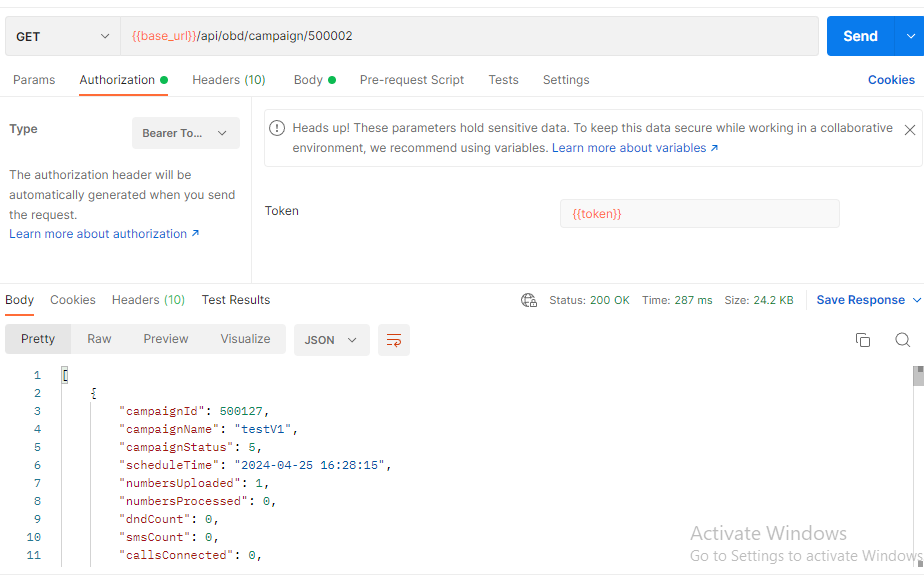 GET {{base_url}}/api/obd/campaign/500002 Send
Params Authorization Headers (10) Body Pre-request Script Tests Settings Cookies
Type Bearer To...
The authorization header will be
automatically generated when you send
the request.
Learn more about authorization ↗
Heads up! These parameters hold sensitive data. To keep this data secure while working in a collaborative
environment, we recommend using variables. Learn more about variables ↗
Token {{token}}
Body Cookies Headers (10) Test Results Status: 200 OK Time: 287 ms Size: 24.2 KB Save Response
Pretty Raw Preview Visualize JSON
1 [
2 {
3 "campaignId": 500127,
4 "campaignName": "testV1",
5 "campaignStatus": 5,
6 "scheduleTime": "2024-04-25 16:28:15",
7 "numbersUploaded": 1,
8 "numbersProcessed": 0,
9 "dndCount": 0,
10 "smsCount": 0,
11 "callsConnected": 0,
Activate Windows
Go to Settings to activate Windows